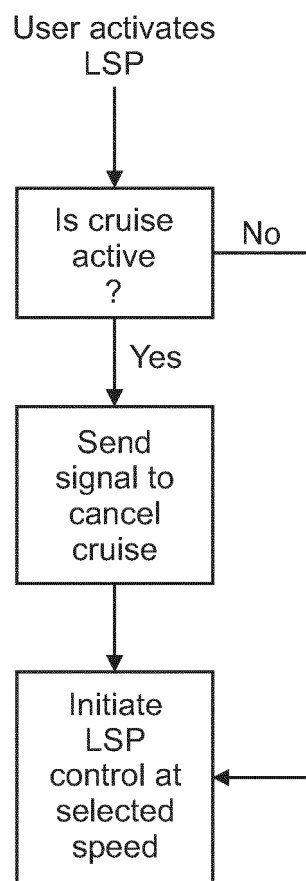 User activates
LSP
Is cruise
active
?
No
Yes
Send
signal to
cancel
cruise
Initiate
LSP
control at
selected
speed